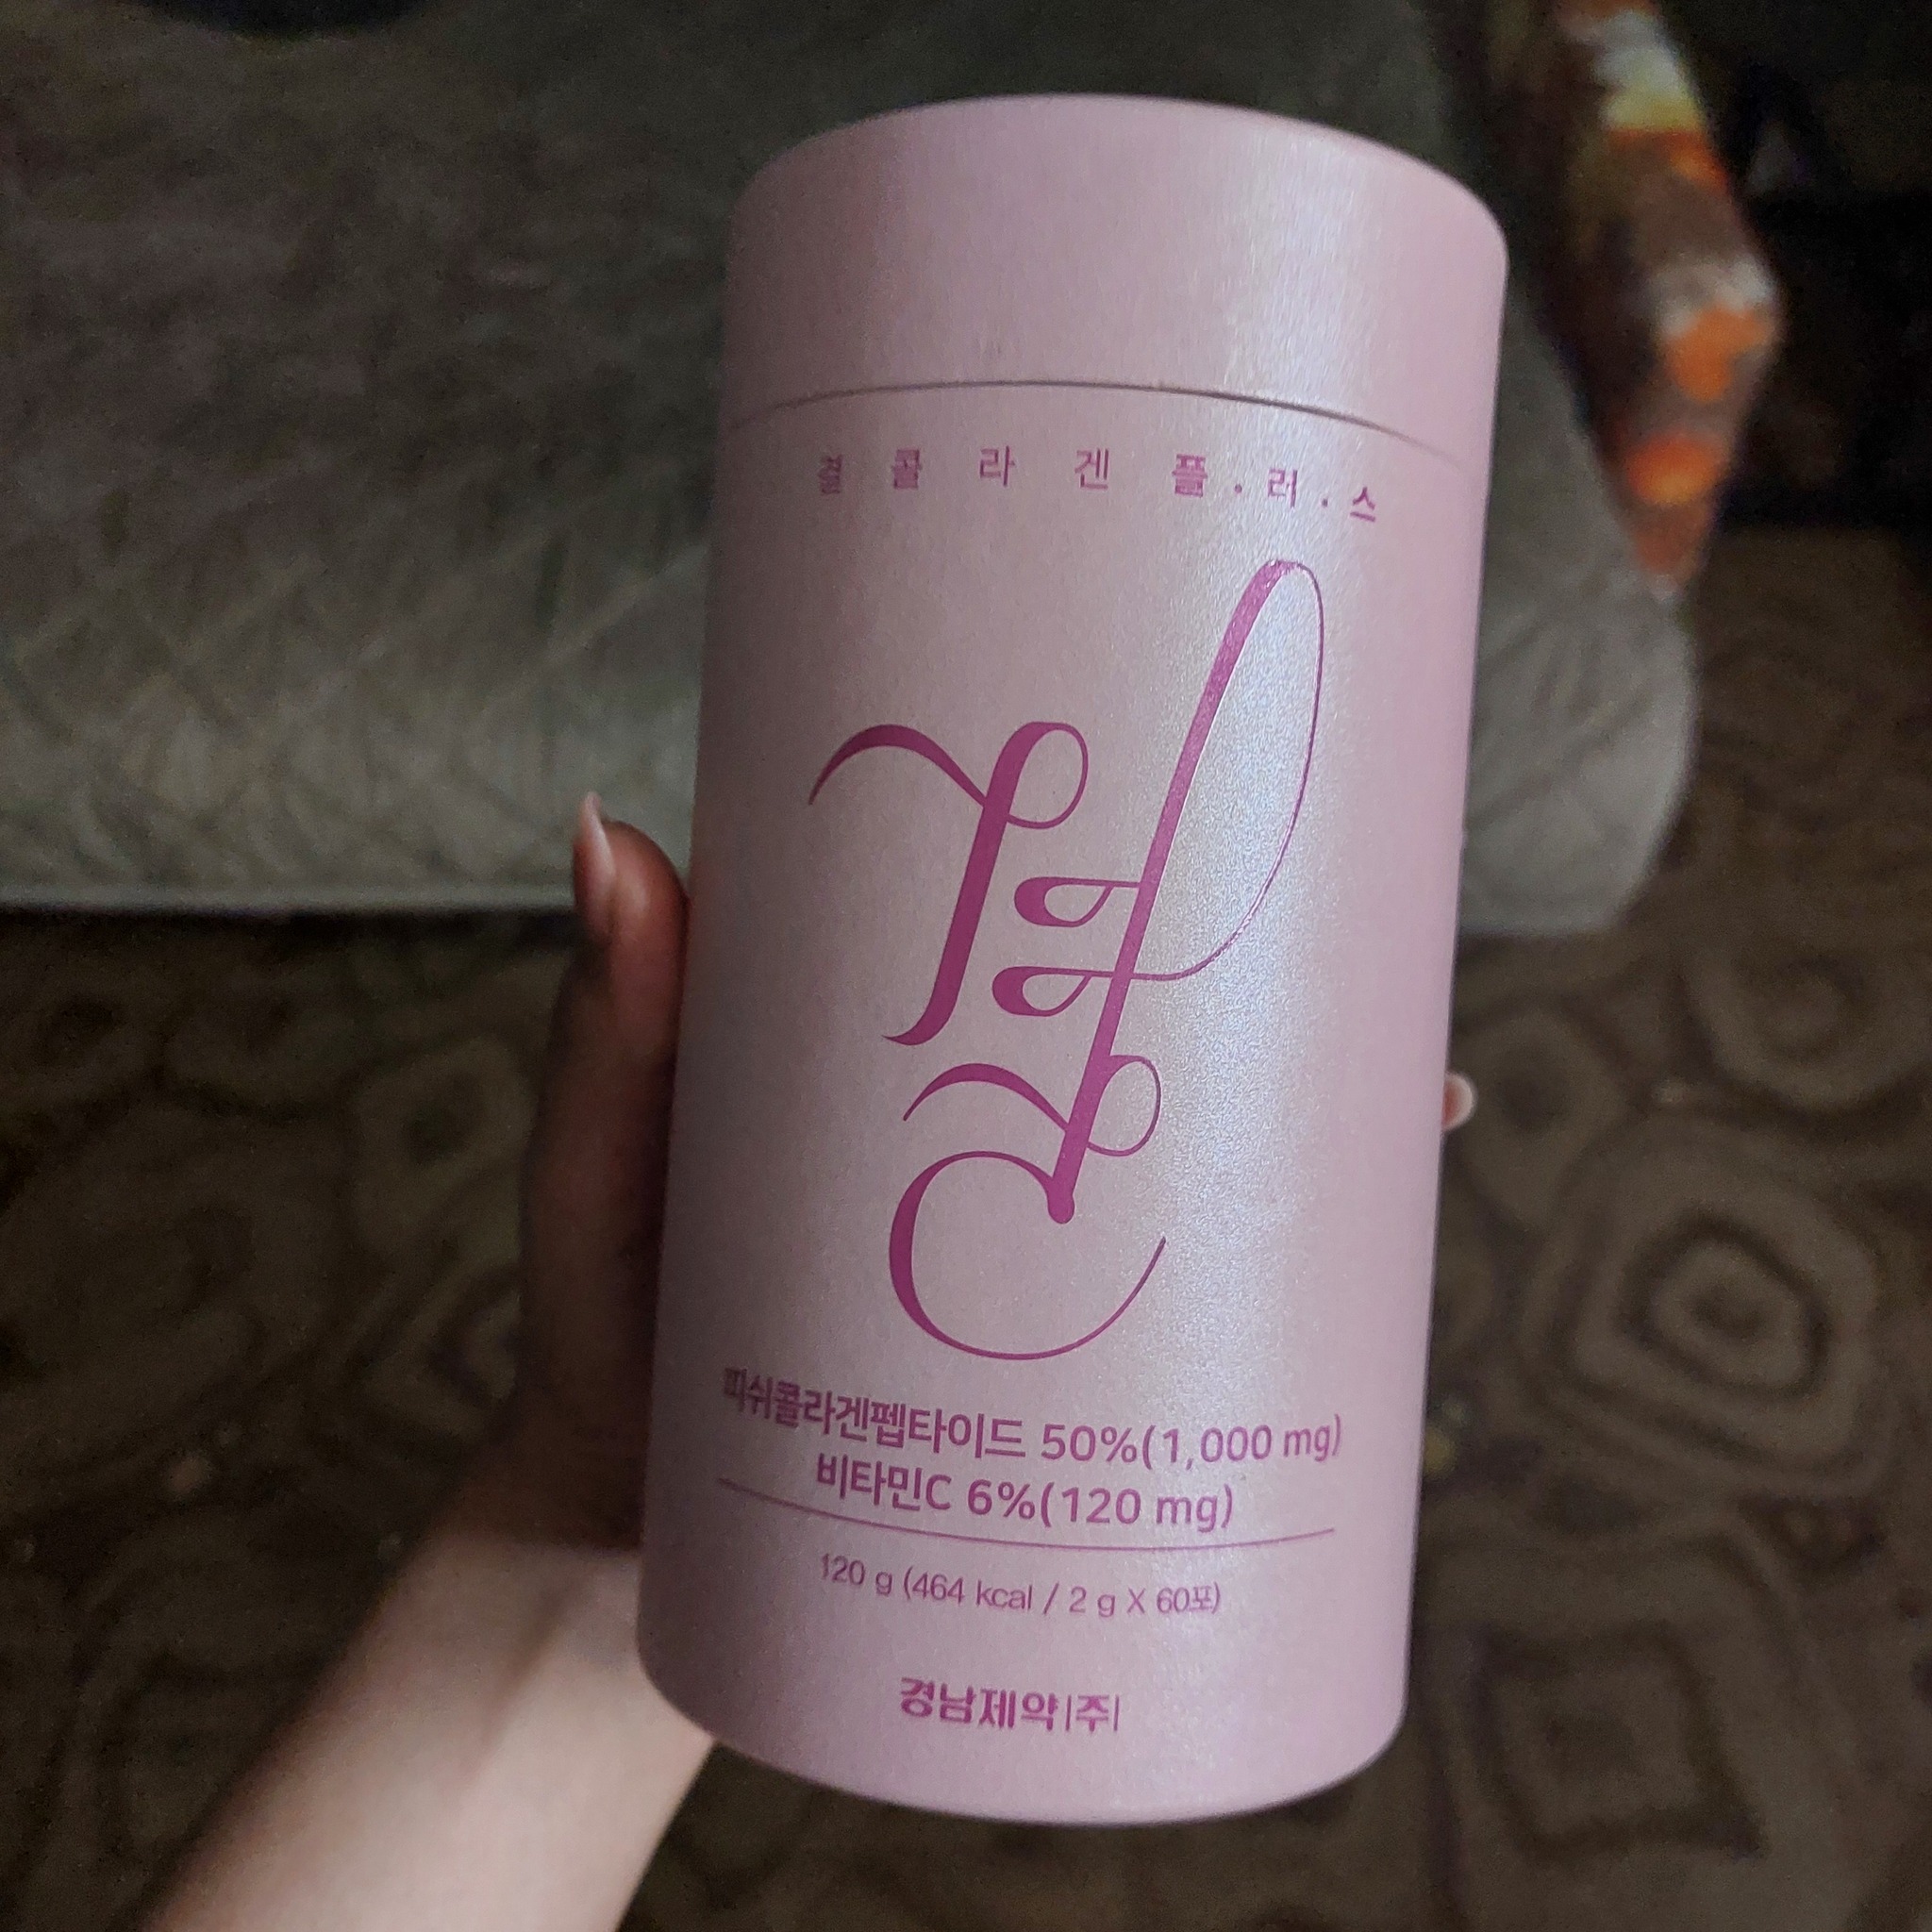 콜 라 겐 플.러.스
결
피쉬콜라겐펩타이드 50%(1,000 mg)
비타민C 6%(120 mg)
120 g (464 kcal / 2 g X 60포)
경남제약|주|